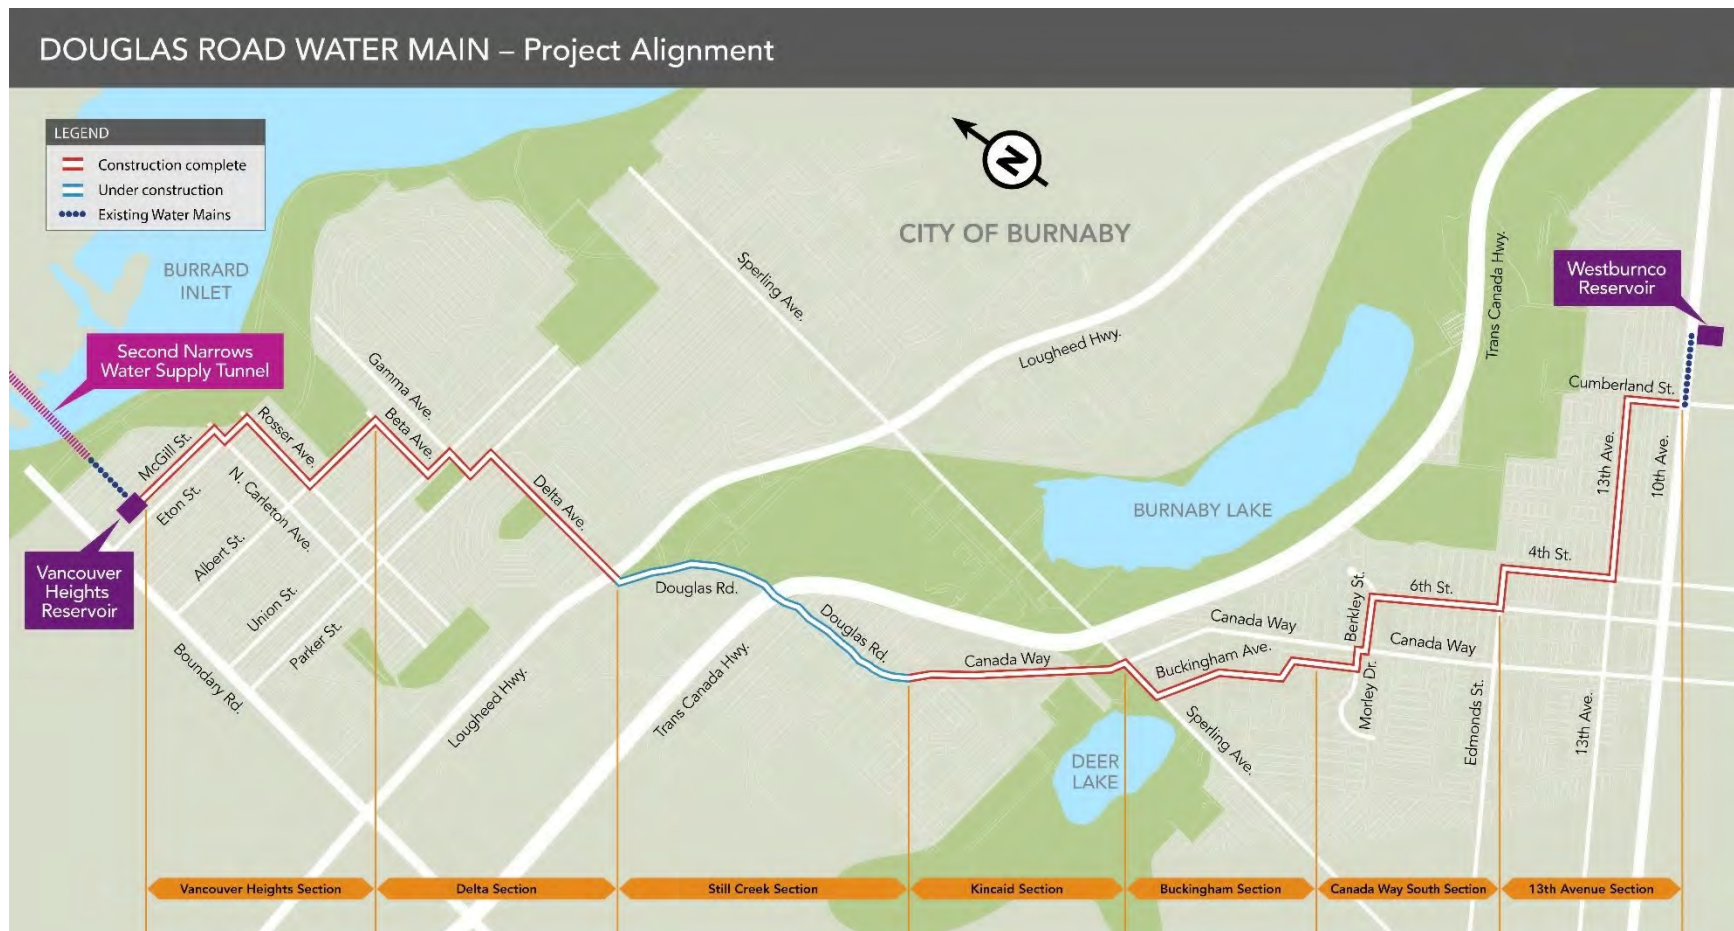 DOUGLAS ROAD WATER MAIN – Project Alignment
LEGEND
Construction complete
Under construction
Existing Water Mains
N
CITY OF BURNABY
BURRARD
INLET
Second Narrows
Water Supply Tunnel
Westburnco
Reservoir
Sperling Ave.
Lougheed Hwy.
Trans Canada Hwy.
Gamma Ave.
Cumberland St.
McGill St.
Rosser Ave.
Beta Ave.
Eton St.
N. Carleton Ave.
Delta Ave.
13th Ave.
10th Ave.
BURNABY LAKE
Vancouver
Heights
Reservoir
Albert St.
Union St.
Parker St.
Boundary Rd.
Douglas Rd.
Douglas Rd.
4th St.
6th St.
Berkley St.
Canada Way
Canada Way
Canada Way
Buckingham Ave.
Morley Dr.
Lougheed Hwy.
Trans Canada Hwy.
Sperling Ave.
Edmonds St.
13th Ave.
DEER
LAKE
Vancouver Heights Section
Delta Section
Still Creek Section
Kincaid Section
Buckingham Section
Canada Way South Section
13th Avenue Section